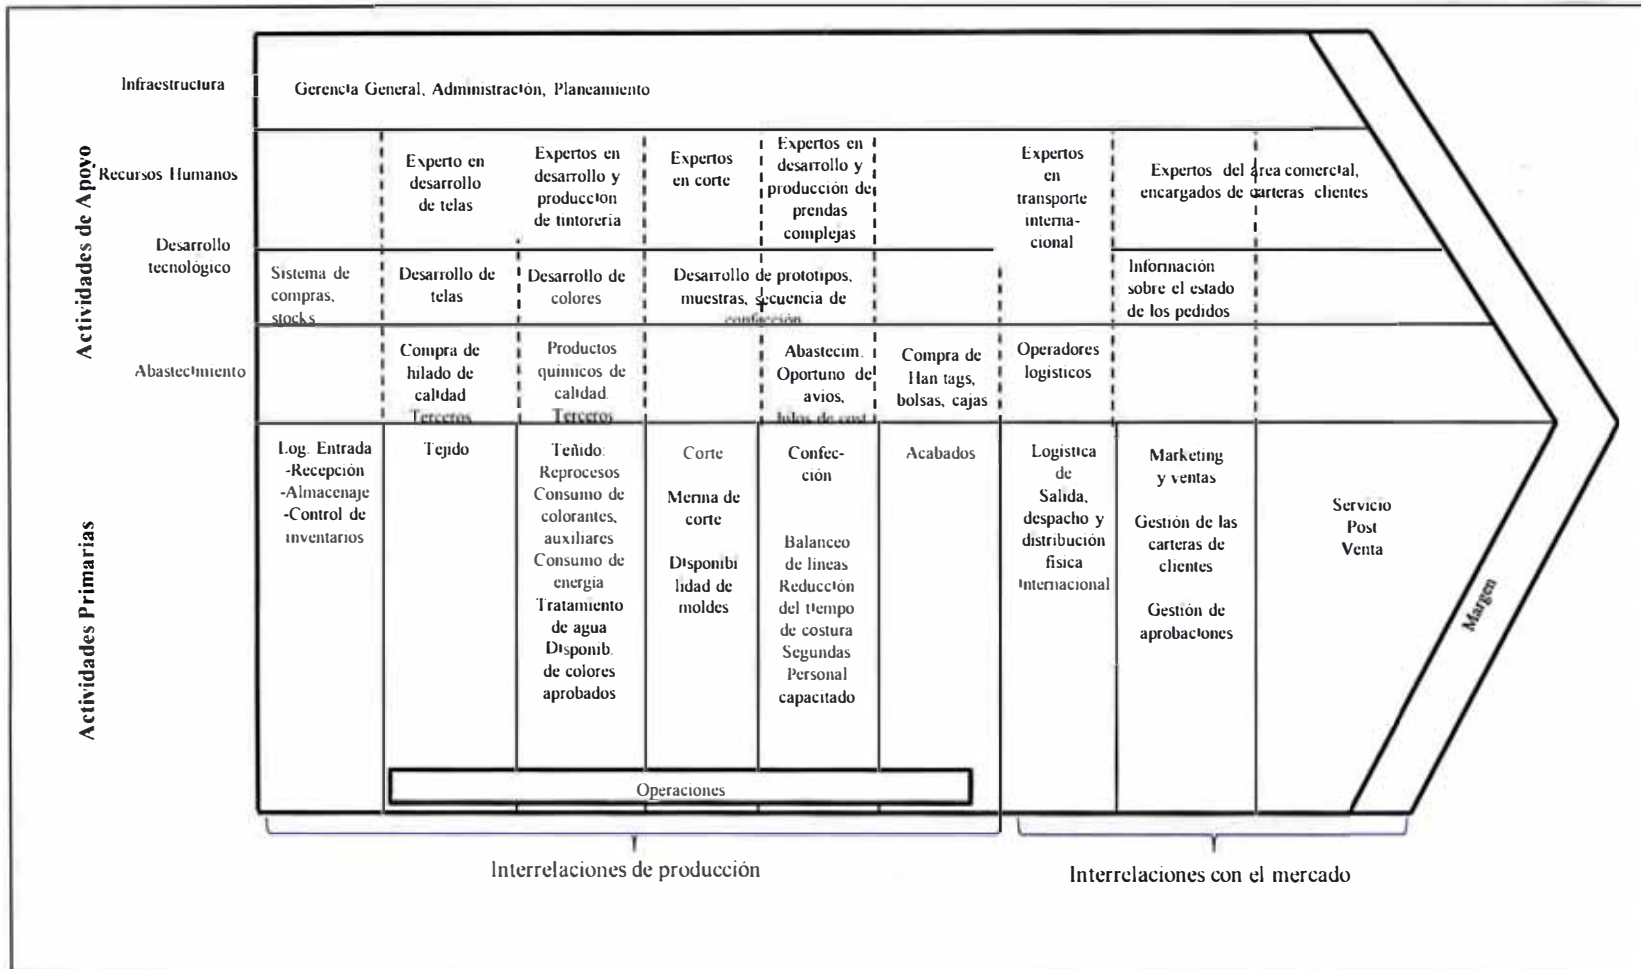 Actividades de Apoyo
Infraestructura
Gerencia General, Administración, Planeamiento
Recursos Humanos
Experto en
desarrollo
de telas
Expertos en
desarrollo y
producción
de tintorería
Expertos
en corte
Expertos en
desarrollo y
producción de
prendas
complejas
Expertos
en
transporte
interna-
cional
Expertos del área comercial,
encargados de carteras clientes
Desarrollo
tecnológico
Sistema de
compras,
stocks
Desarrollo de
telas
Desarrollo de
colores
Desarrollo de prototipos,
muestras, secuencia de
confección
Información
sobre el estado
de los pedidos
Abastecimiento
Compra de
hilado de
calidad
Terceros
Productos
químicos de
calidad.
Terceros
Abastecim.
Oportuno de
avios,
hilos de cost
Compra de
Han tags,
bolsas, cajas
Operadores
logísticos
Actividades Primarias
Log. Entrada
-Recepción
-Almacenaje
-Control de
inventarios
Tejido
Teñido:
Reprocesos
Consumo de
colorantes,
auxiliares
Consumo de
energía
Tratamiento
de agua
Disponib.
de colores
aprobados
Corte
Merma de
corte
Disponibi
lidad de
moldes
Confec-
ción
Balanceo
de líneas
Reducción
del tiempo
de costura
Segundas
Personal
capacitado
Acabados
Logística
de
Salida,
despacho y
distribución
física
internacional
Marketing
y ventas
Gestión de las
carteras de
clientes
Gestión de
aprobaciones
Servicio
Post
Venta
Margen
Operaciones
Interrelaciones de producción
Interrelaciones con el mercado